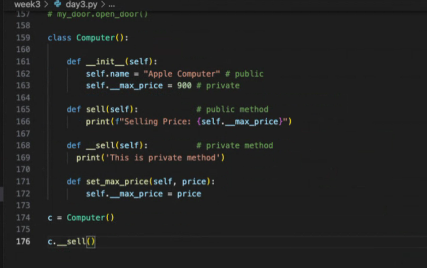 week3 > day3.py > ...
157 # my_door.open_door()
158
159 class Computer():
160
161     def __init__(self):
162         self.name = "Apple Computer" # public
163         self.__max_price = 900 # private
164
165     def sell(self):            # public method
166         print(f"Selling Price: {self.__max_price}")
167
168     def __sell(self):          # private method
169       print('This is private method')
170
171     def set_max_price(self, price):
172         self.__max_price = price
173
174 c = Computer()
175
176 c.__sell()